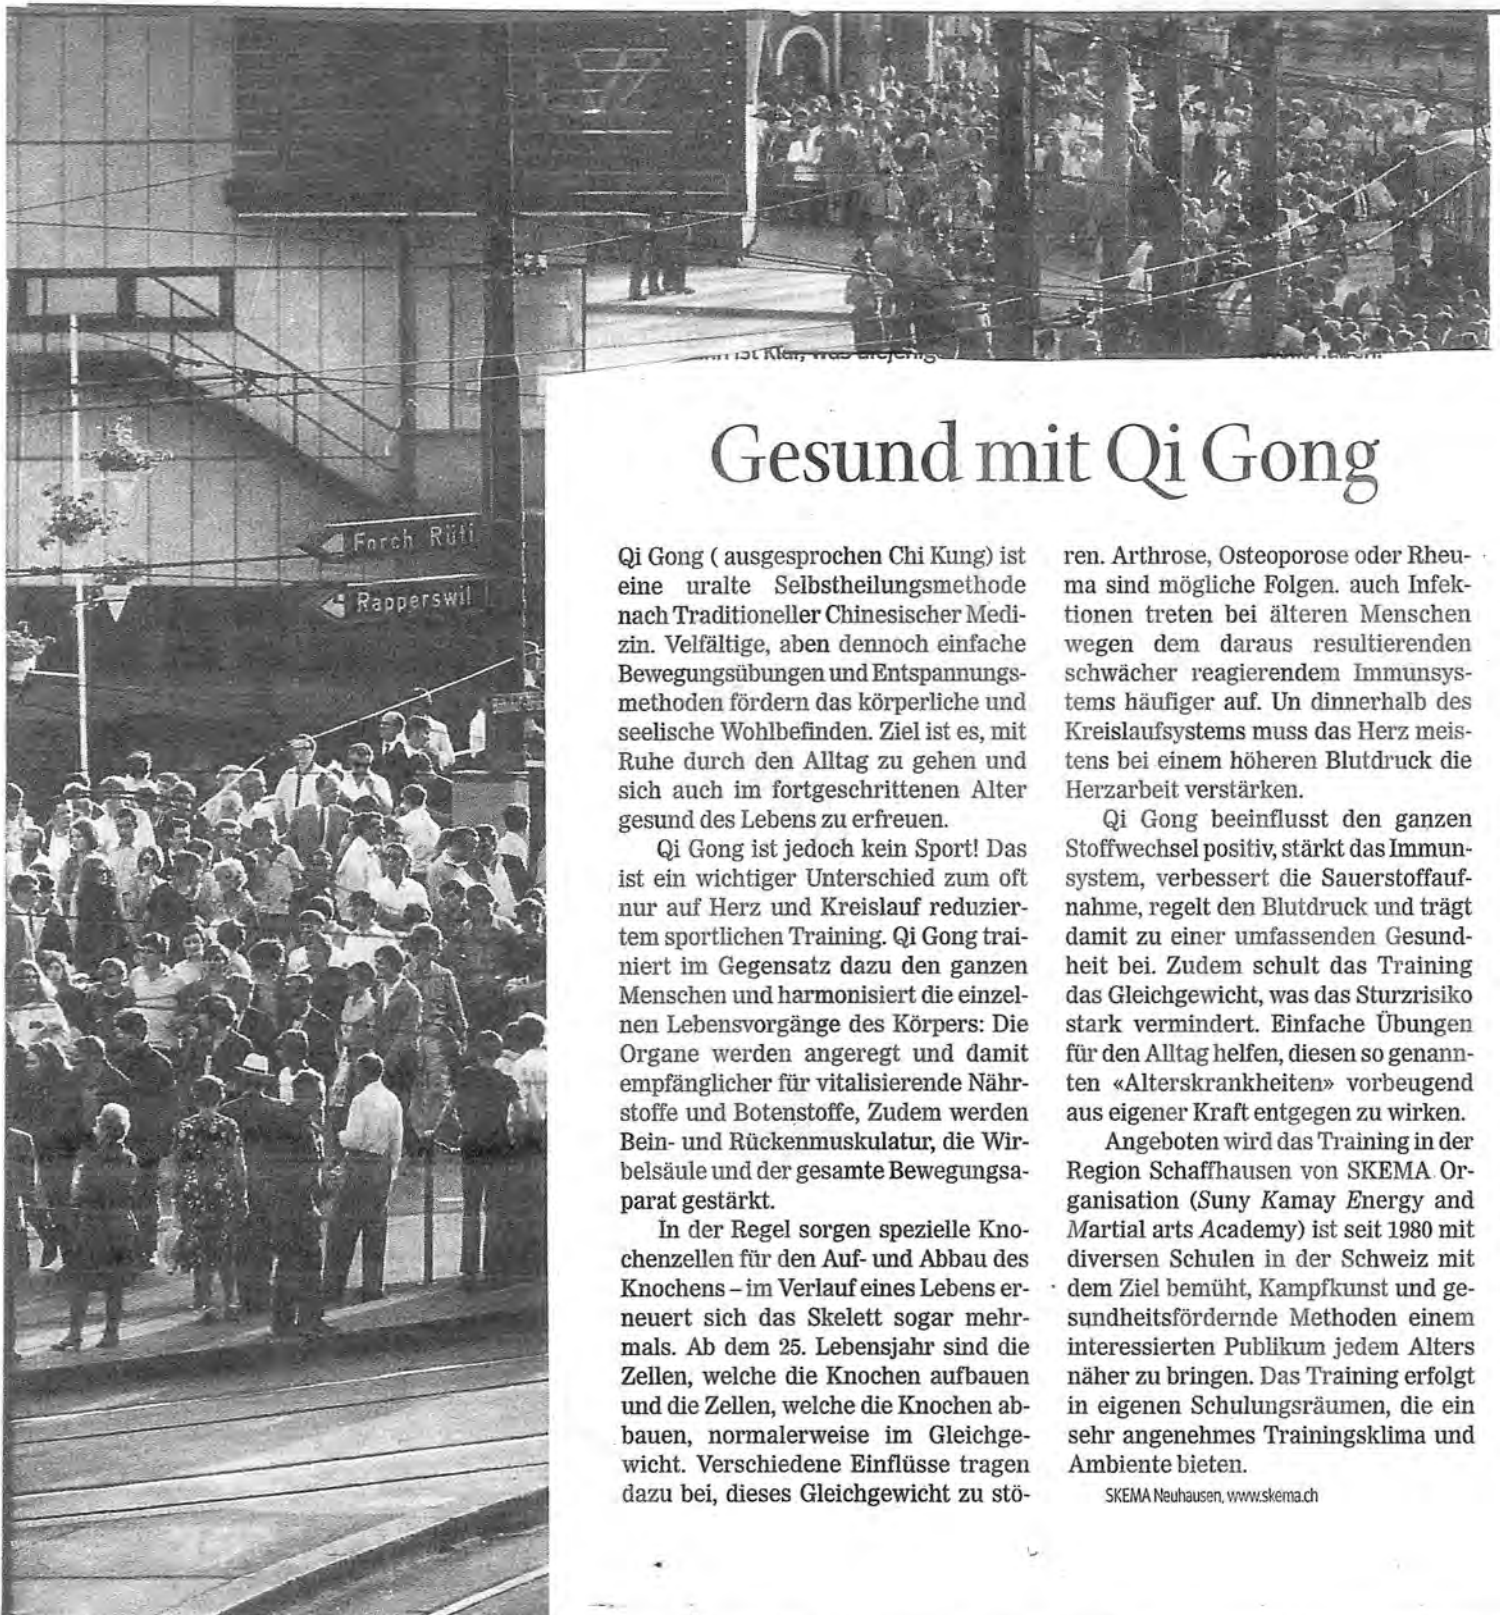 Forch Rüti
Rapperswil
ist klar, was diejenig
Gesund mit Qi Gong
Qi Gong ( ausgesprochen Chi Kung) ist
eine uralte Selbstheilungsmethode
nach Traditioneller Chinesischer Medi-
zin. Velfältige, aber dennoch einfache
Bewegungsübungen und Entspannungs-
methoden fördern das körperliche und
seelische Wohlbefinden. Ziel ist es, mit
Ruhe durch den Alltag zu gehen und
sich auch im fortgeschrittenen Alter
gesund des Lebens zu erfreuen.
Qi Gong ist jedoch kein Sport! Das
ist ein wichtiger Unterschied zum oft
nur auf Herz und Kreislauf reduzier-
tem sportlichen Training. Qi Gong trai-
niert im Gegensatz dazu den ganzen
Menschen und harmonisiert die einzel-
nen Lebensvorgänge des Körpers: Die
Organe werden angeregt und damit
empfänglicher für vitalisierende Nähr-
stoffe und Botenstoffe, Zudem werden
Bein- und Rückenmuskulatur, die Wir-
belsäule und der gesamte Bewegungsa-
parat gestärkt.
In der Regel sorgen spezielle Kno-
chenzellen für den Auf- und Abbau des
Knochens – im Verlauf eines Lebens er-
neuert sich das Skelett sogar mehr-
mals. Ab dem 25. Lebensjahr sind die
Zellen, welche die Knochen aufbauen
und die Zellen, welche die Knochen ab-
bauen, normalerweise im Gleichge-
wicht. Verschiedene Einflüsse tragen
dazu bei, dieses Gleichgewicht zu stö-
ren. Arthrose, Osteoporose oder Rheu-
ma sind mögliche Folgen. auch Infek-
tionen treten bei älteren Menschen
wegen dem daraus resultierenden
schwächer reagierendem Immunsys-
tems häufiger auf. Un dinnerhalb des
Kreislaufsystems muss das Herz meis-
tens bei einem höheren Blutdruck die
Herzarbeit verstärken.
Qi Gong beeinflusst den ganzen
Stoffwechsel positiv, stärkt das Immun-
system, verbessert die Sauerstoffauf-
nahme, regelt den Blutdruck und trägt
damit zu einer umfassenden Gesund-
heit bei. Zudem schult das Training
das Gleichgewicht, was das Sturzrisiko
stark vermindert. Einfache Übungen
für den Alltag helfen, diesen so genann-
ten «Alterskrankheiten» vorbeugend
aus eigener Kraft entgegen zu wirken.
Angeboten wird das Training in der
Region Schaffhausen von SKEMA Or-
ganisation (Suny Kamay Energy and
Martial arts Academy) ist seit 1980 mit
diversen Schulen in der Schweiz mit
dem Ziel bemüht, Kampfkunst und ge-
sundheitsfördernde Methoden einem
interessierten Publikum jedem Alters
näher zu bringen. Das Training erfolgt
in eigenen Schulungsräumen, die ein
sehr angenehmes Trainingsklima und
Ambiente bieten.
SKEMA Neuhausen, www.skema.ch